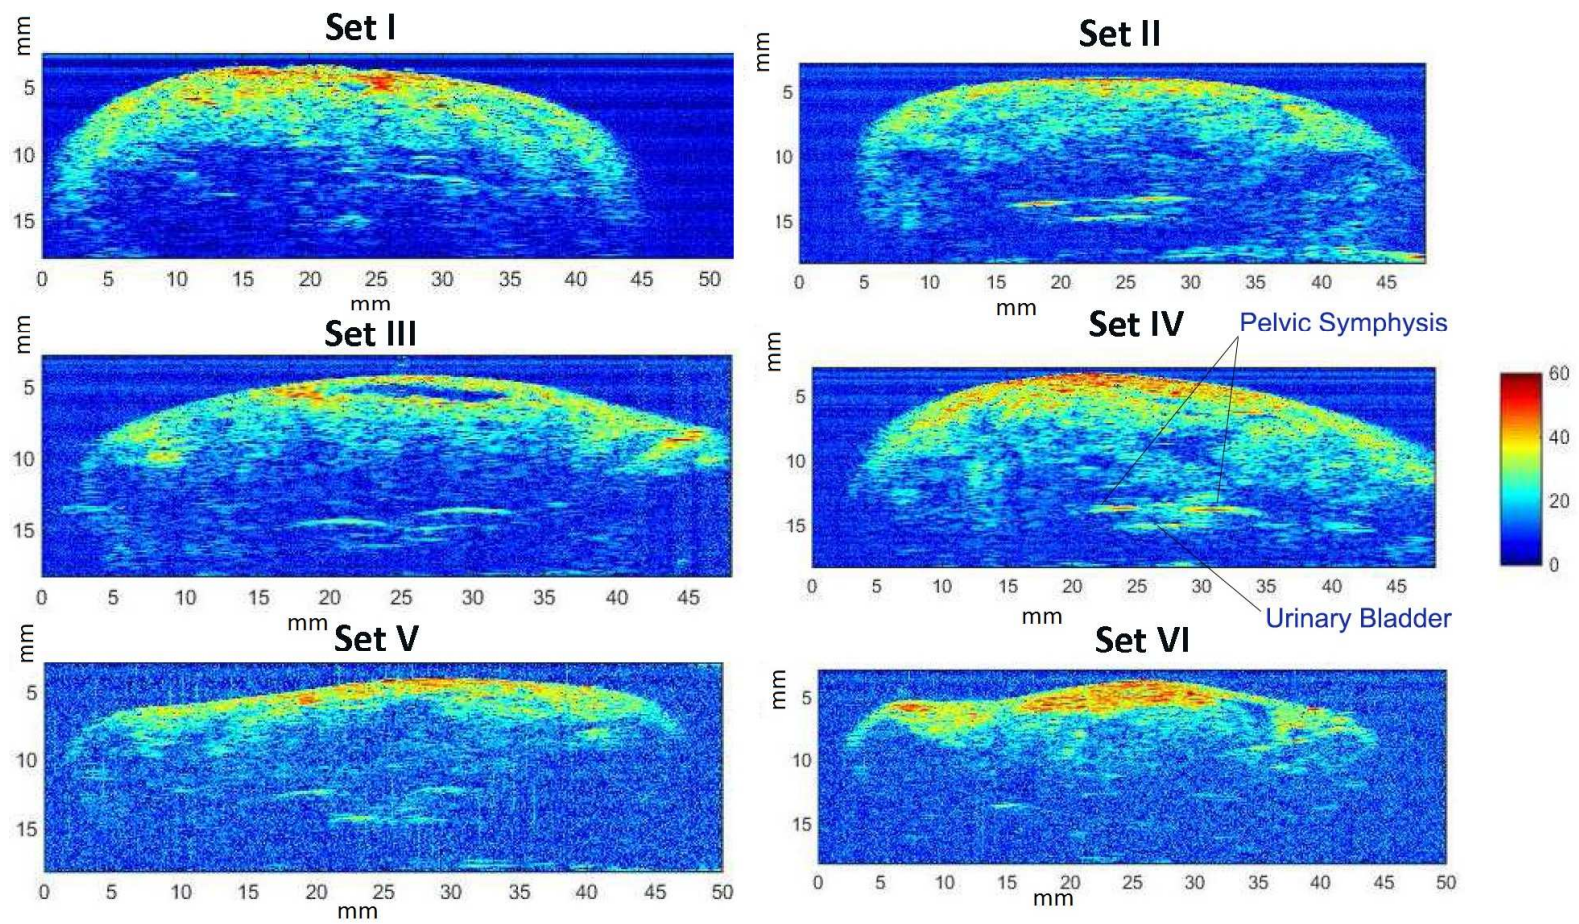 Set I
mm
5
10
15
0 5 10 15 20 25 30 35 40 45 50
mm
Set II
mm
5
10
15
0 5 10 15 20 25 30 35 40 45
mm
Set III
mm
5
10
15
0 5 10 15 20 25 30 35 40 45
mm
Set IV
Pelvic Symphysis
mm
5
10
15
0 5 10 15 20 25 30 35 40 45
mm
Urinary Bladder
60
40
20
0
Set V
mm
5
10
15
0 5 10 15 20 25 30 35 40 45 50
mm
Set VI
mm
5
10
15
0 5 10 15 20 25 30 35 40 45 50
mm